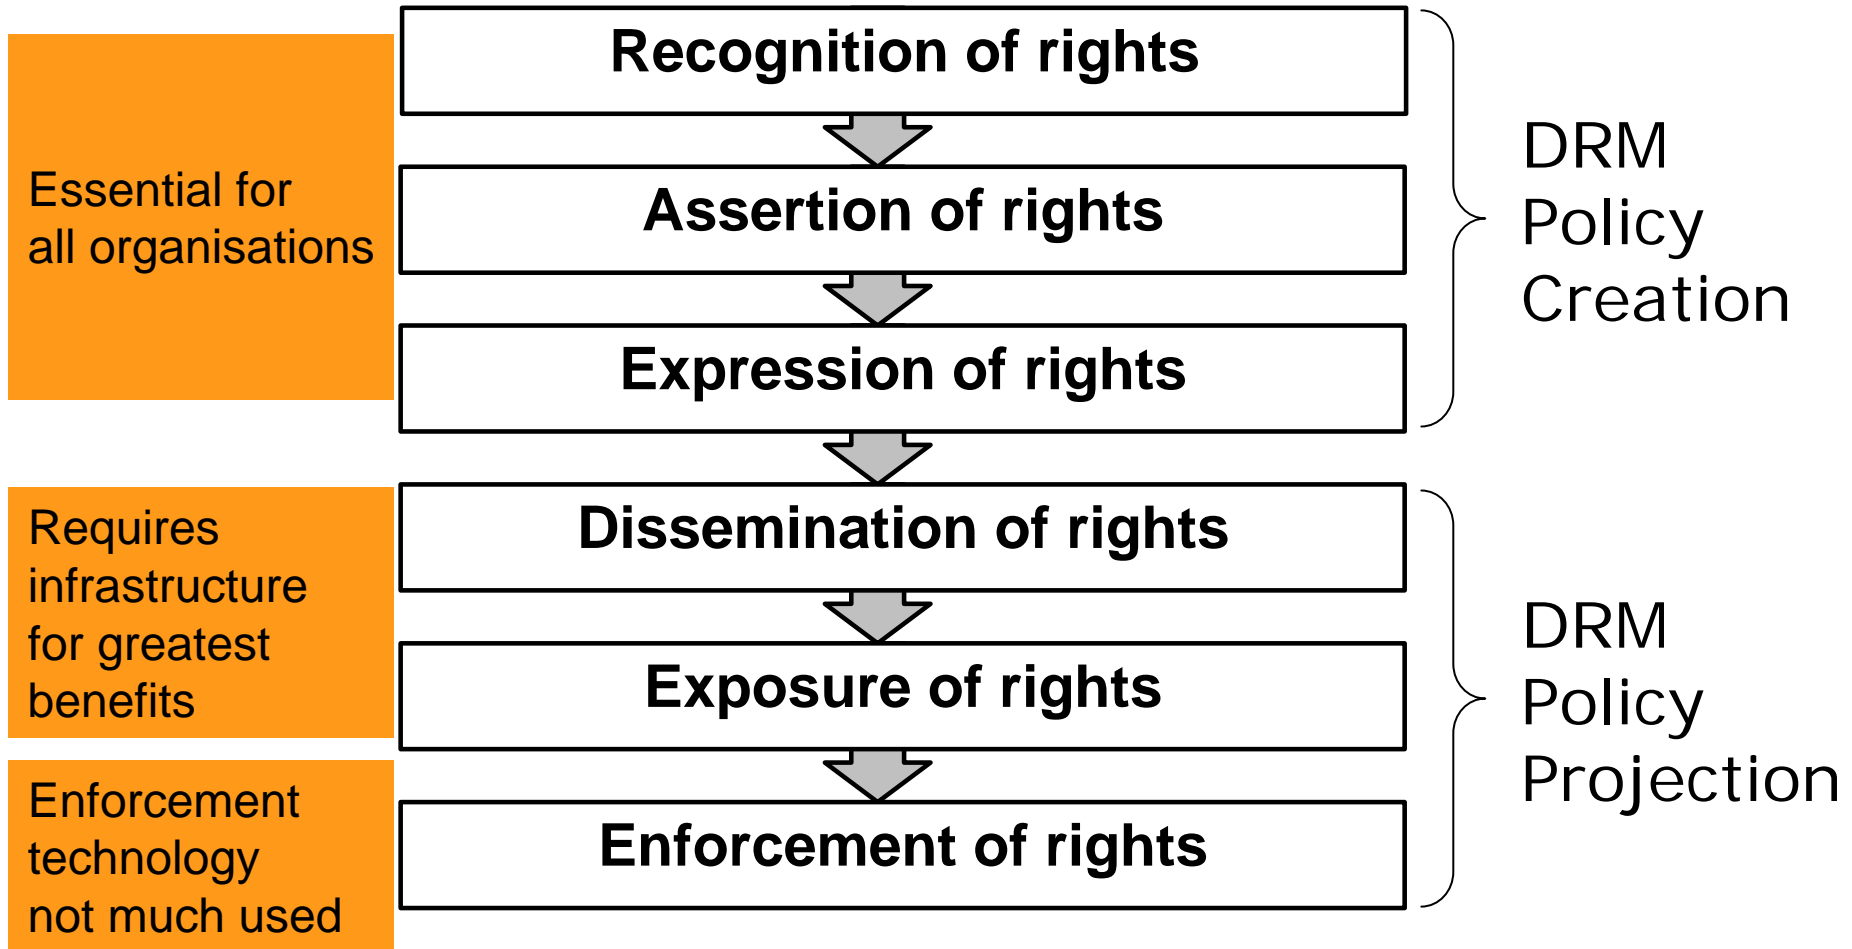 Recognition of rights
Assertion of rights
Expression of rights
Dissemination of rights
Exposure of rights
Enforcement of rights
Essential for
all organisations
Requires
infrastructure
for greatest
benefits
Enforcement
technology
not much used
DRM
Policy
Creation
DRM
Policy
Projection